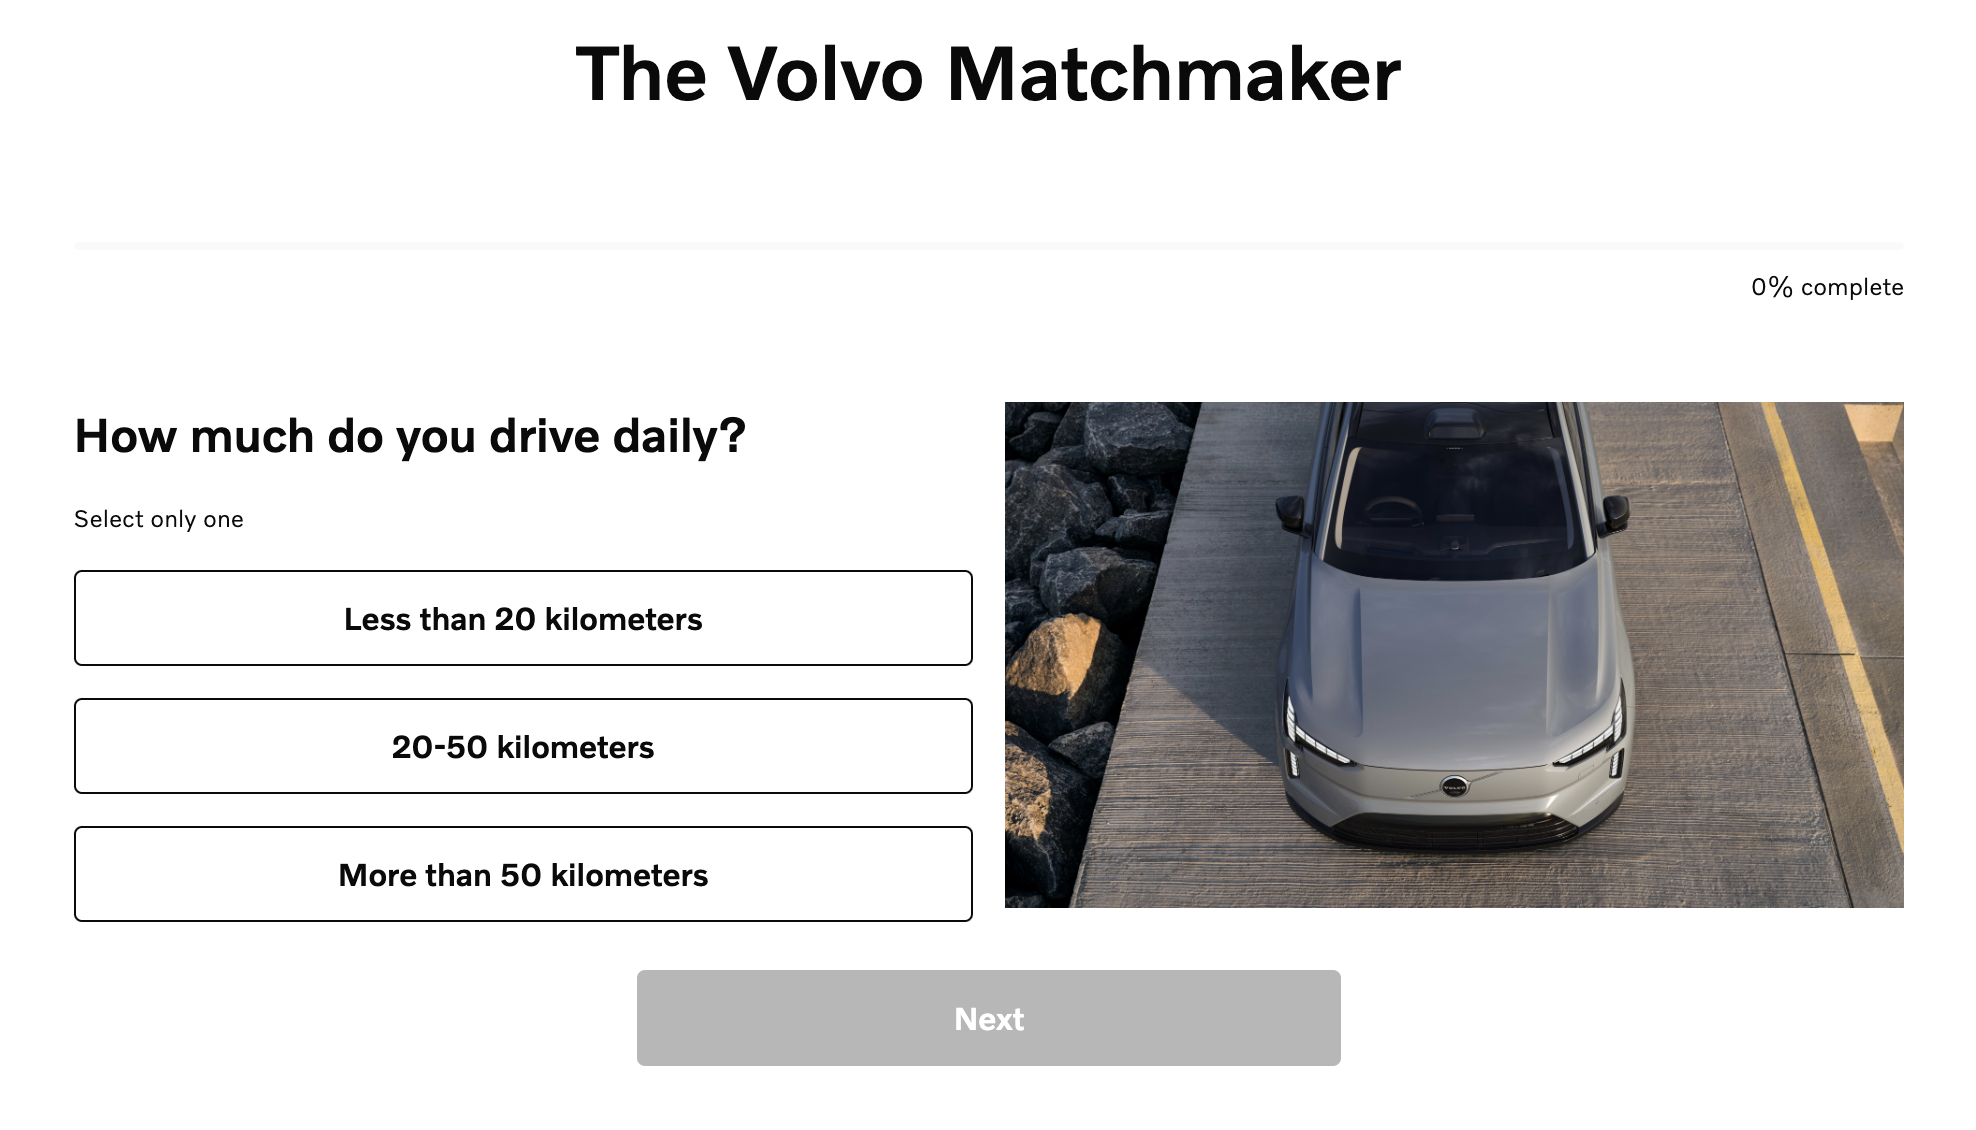 The Volvo Matchmaker
0% complete
How much do you drive daily?
Select only one
Less than 20 kilometers
20-50 kilometers
More than 50 kilometers
VOLVO
Next